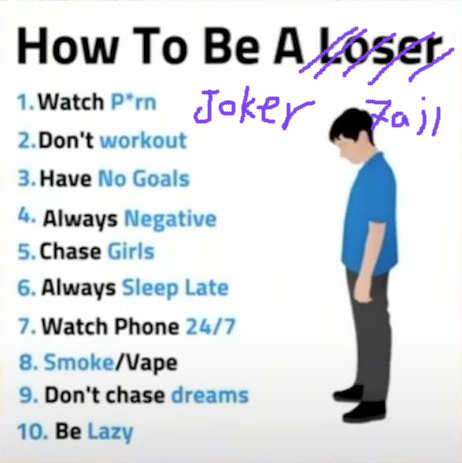 How To Be A Loser
Joker 7ail
1. Watch P*rn
2. Don't workout
3. Have No Goals
4. Always Negative
5. Chase Girls
6. Always Sleep Late
7. Watch Phone 24/7
8. Smoke/Vape
9. Don't chase dreams
10. Be Lazy